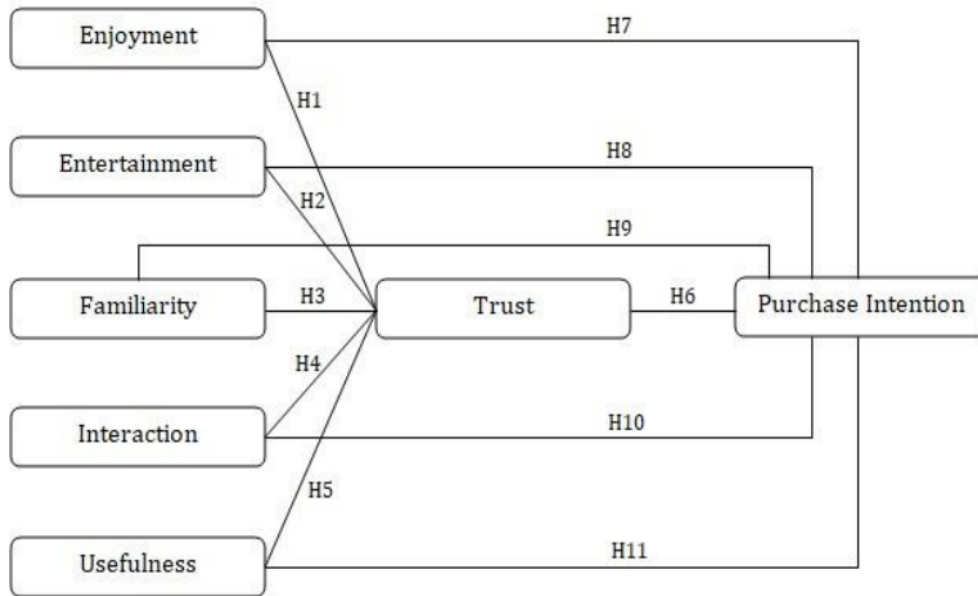 Enjoyment
H7
H1
Entertainment
H8
H2
H9
Familiarity
H3
Trust
H6
Purchase Intention
H4
Interaction
H10
H5
Usefulness
H11